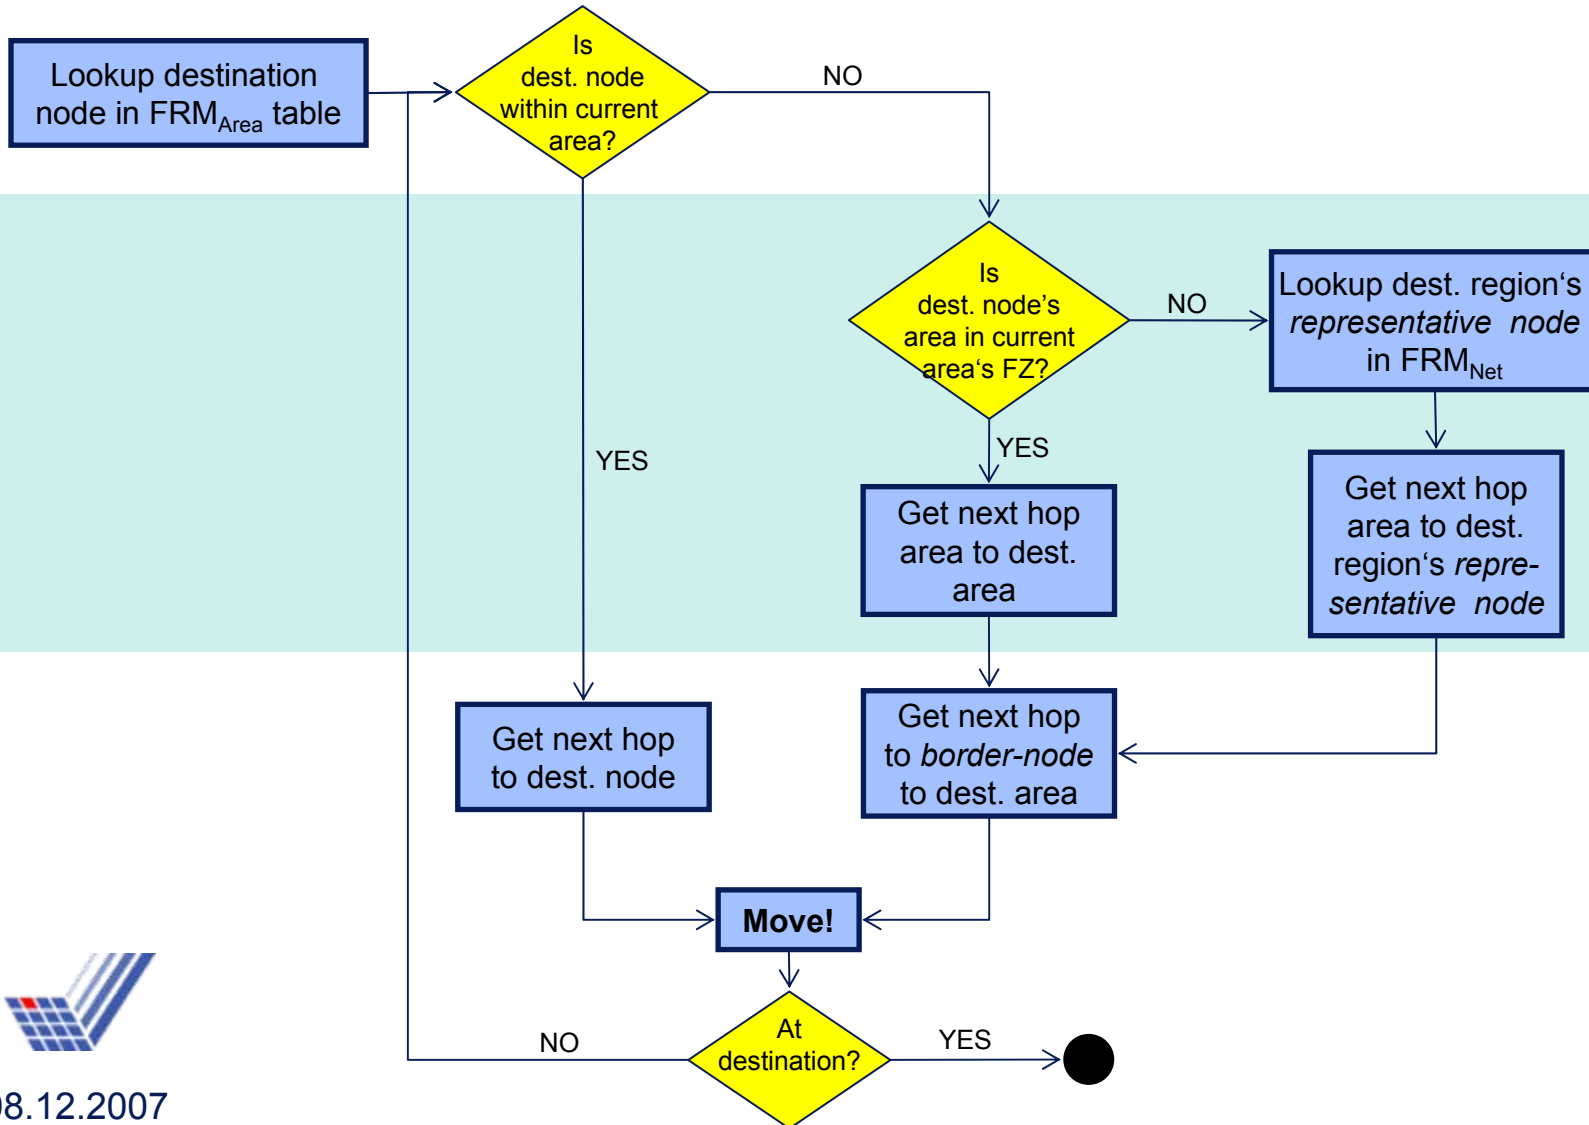 Lookup destination
node in FRMArea table
Is
dest. node
within current
area?
NO
Is
dest. node's
area in current
area‘s FZ?
NO
Lookup dest. region‘s
representative node
in FRMNet
YES
YES
Get next hop
area to dest.
area
Get next hop
area to dest.
region‘s repre-
sentative node
Get next hop
to dest. node
Get next hop
to border-node
to dest. area
Move!
At
destination?
NO
YES
08.12.2007